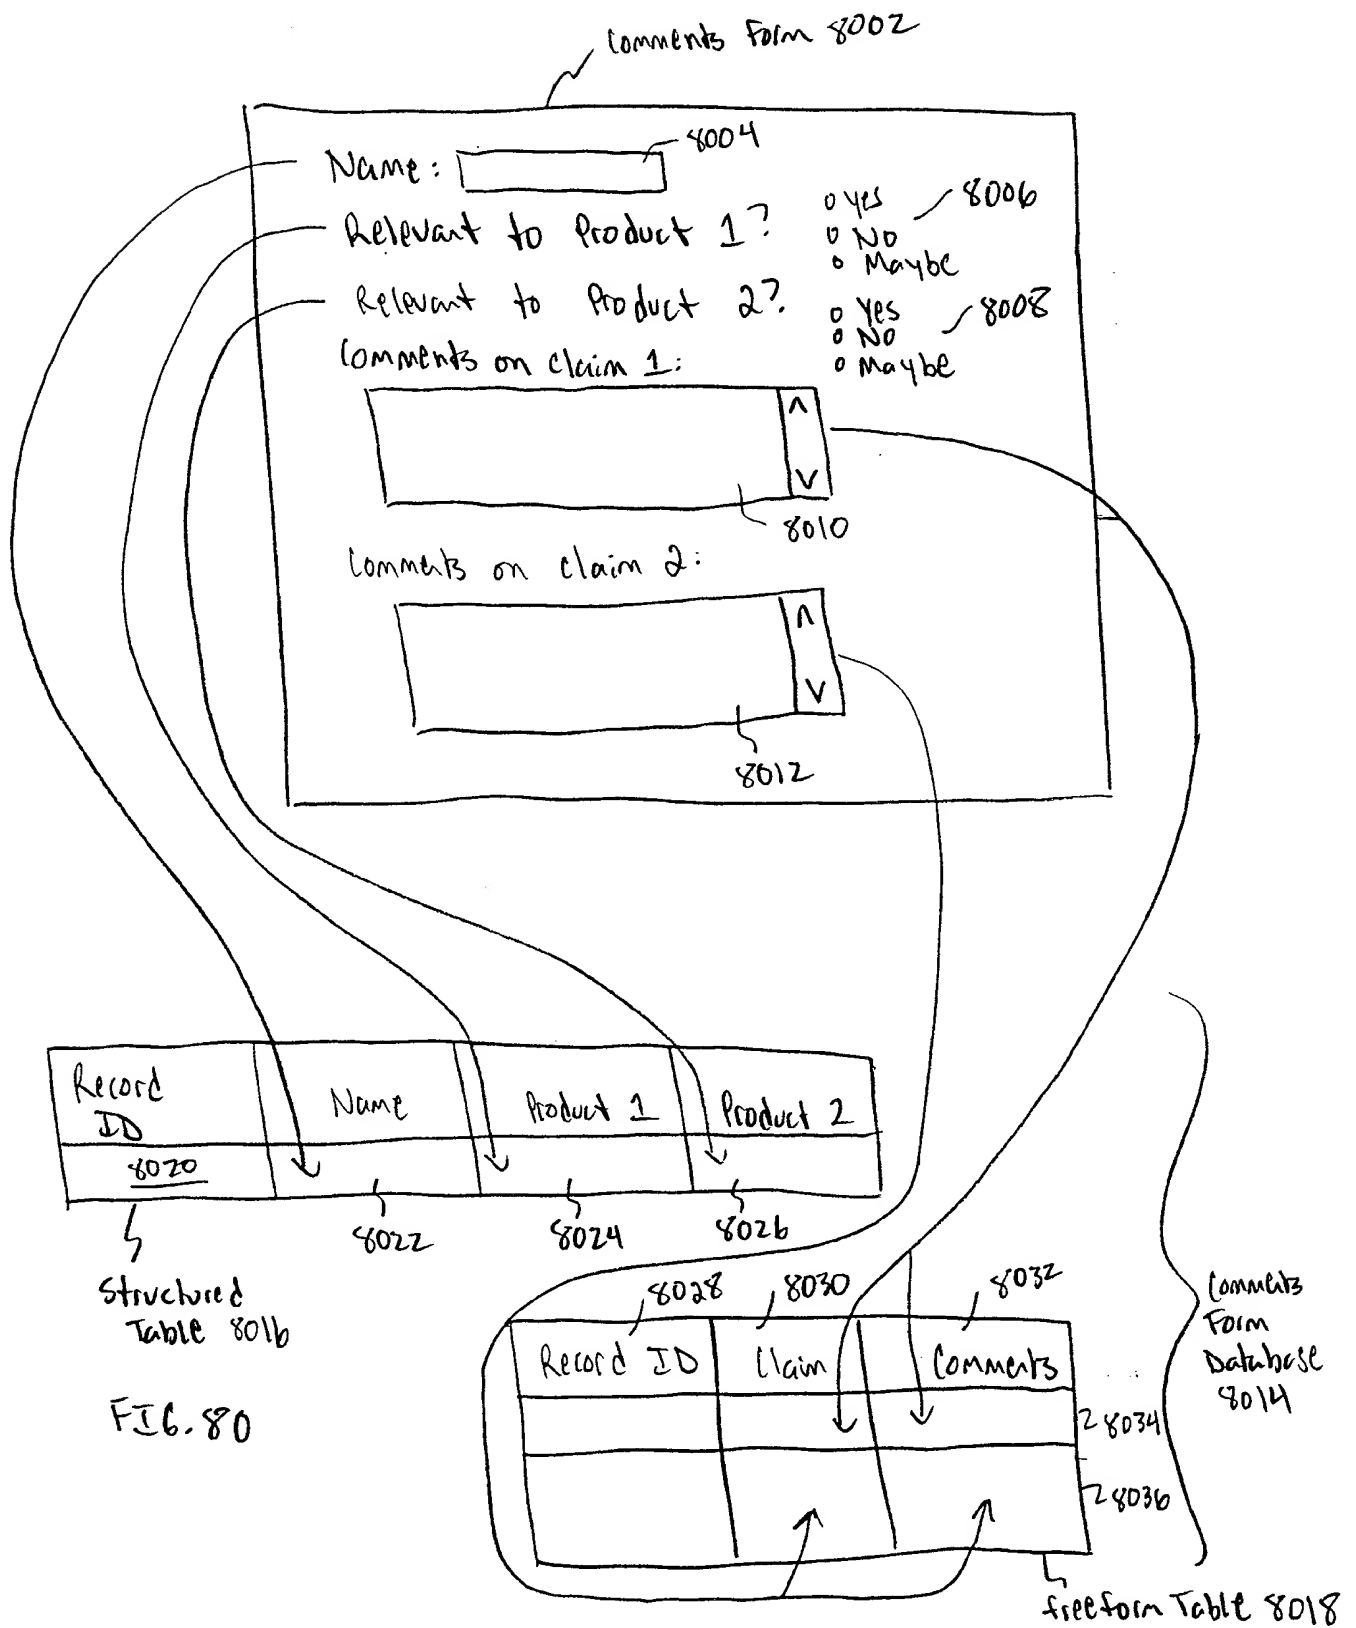 Comments Form 8002
Name:
8004
Relevant to Product 1?
Yes
No
Maybe
8006
Relevant to Product 2?
Yes
No
Maybe
8008
Comments on Claim 1:
8010
Comments on Claim 2:
8012
Record ID
Name
Product 1
Product 2
8020
8022
8024
8026
Structured
Table 8016
8028
8030
8032
Record ID
Claim
Comments
8034
8036
Comments
Form
Database
8014
freeform Table 8018
FIG. 80